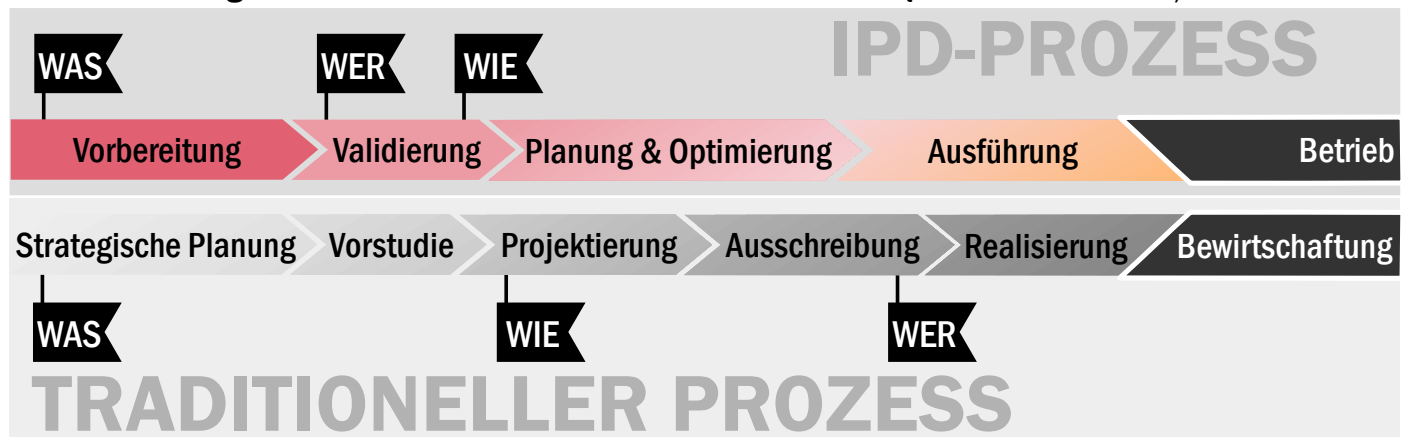 IPD-PROZESS
WAS WER WIE
Vorbereitung Validierung Planung & Optimierung Ausführung Betrieb
Strategische Planung Vorstudie Projektierung Ausschreibung Realisierung Bewirtschaftung
WAS WIE WER
TRADITIONELLER PROZESS